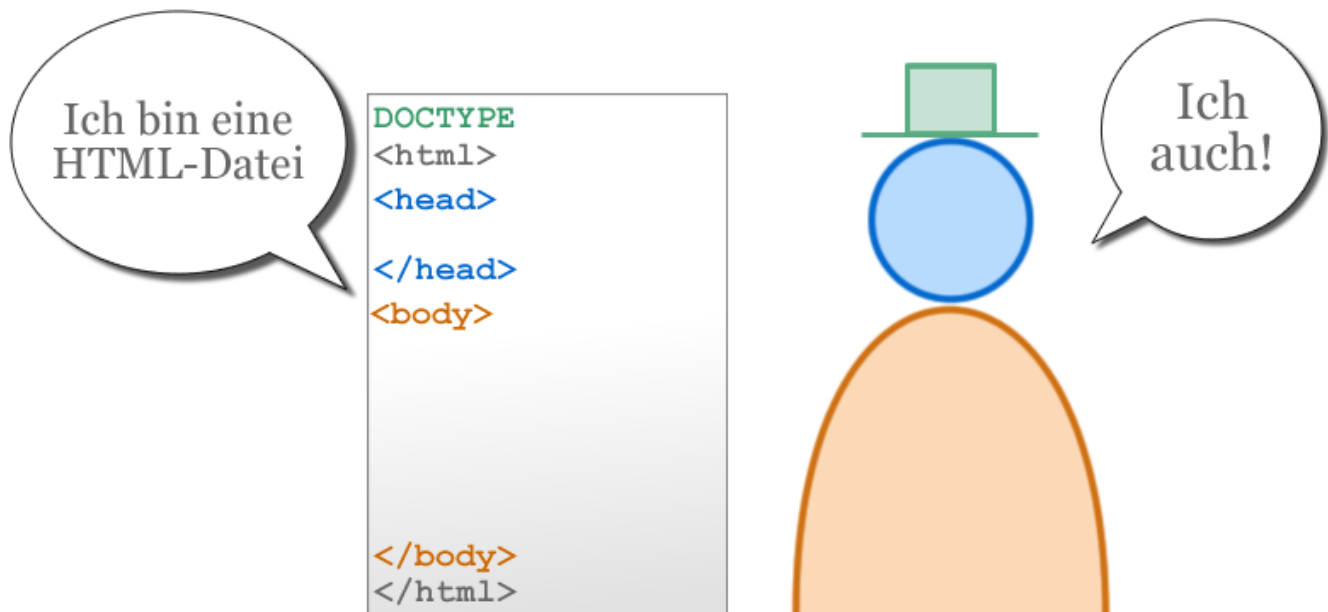 Ich bin eine
HTML-Datei
DOCTYPE
<html>
<head>
</head>
<body>
</body>
</html>
Ich
auch!